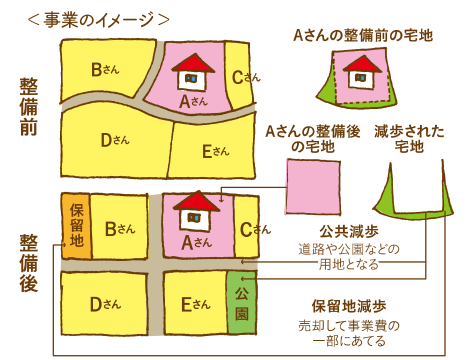 ＜事業のイメージ＞
整備前
Bさん
Aさん
Cさん
Dさん
Eさん
Aさんの整備前の宅地
Aさんの整備後
の宅地
減歩された
宅地
整備後
保留地
Bさん
Aさん
Cさん
Dさん
Eさん
公園
公共減歩
道路や公園などの
用地となる
保留地減歩
売却して事業費の
一部にあてる